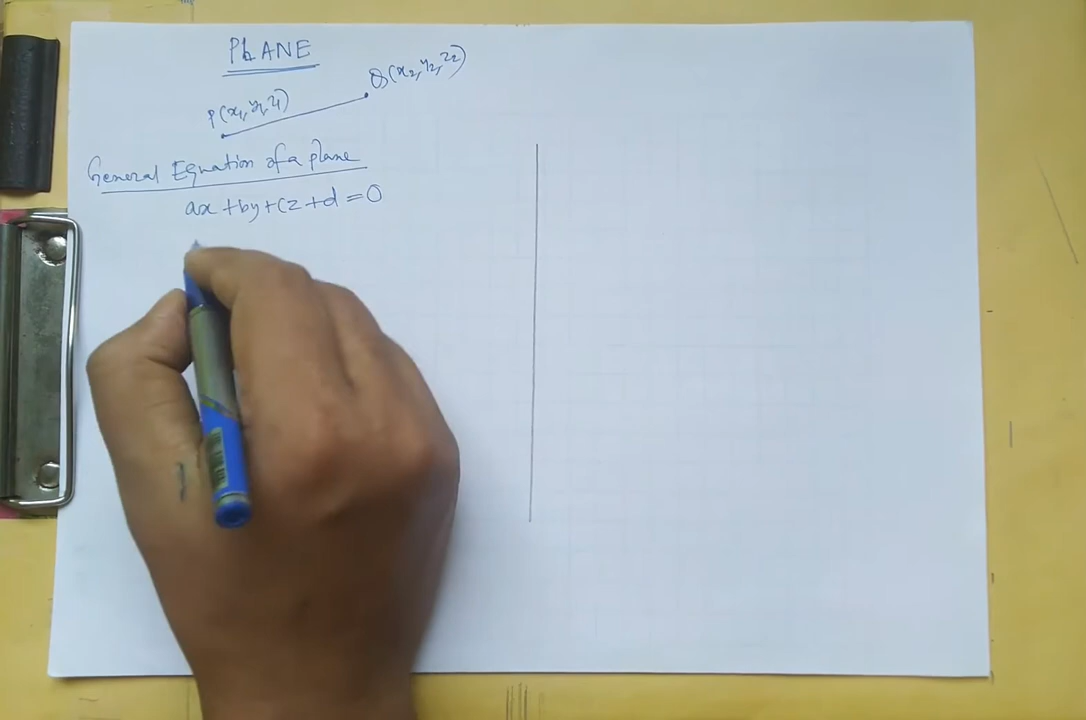 PLANE
P(x₁, y₁, z₁)
Q(x₂, y₂, z₂)
General Equation of a plane
ax + by + cz + d = 0